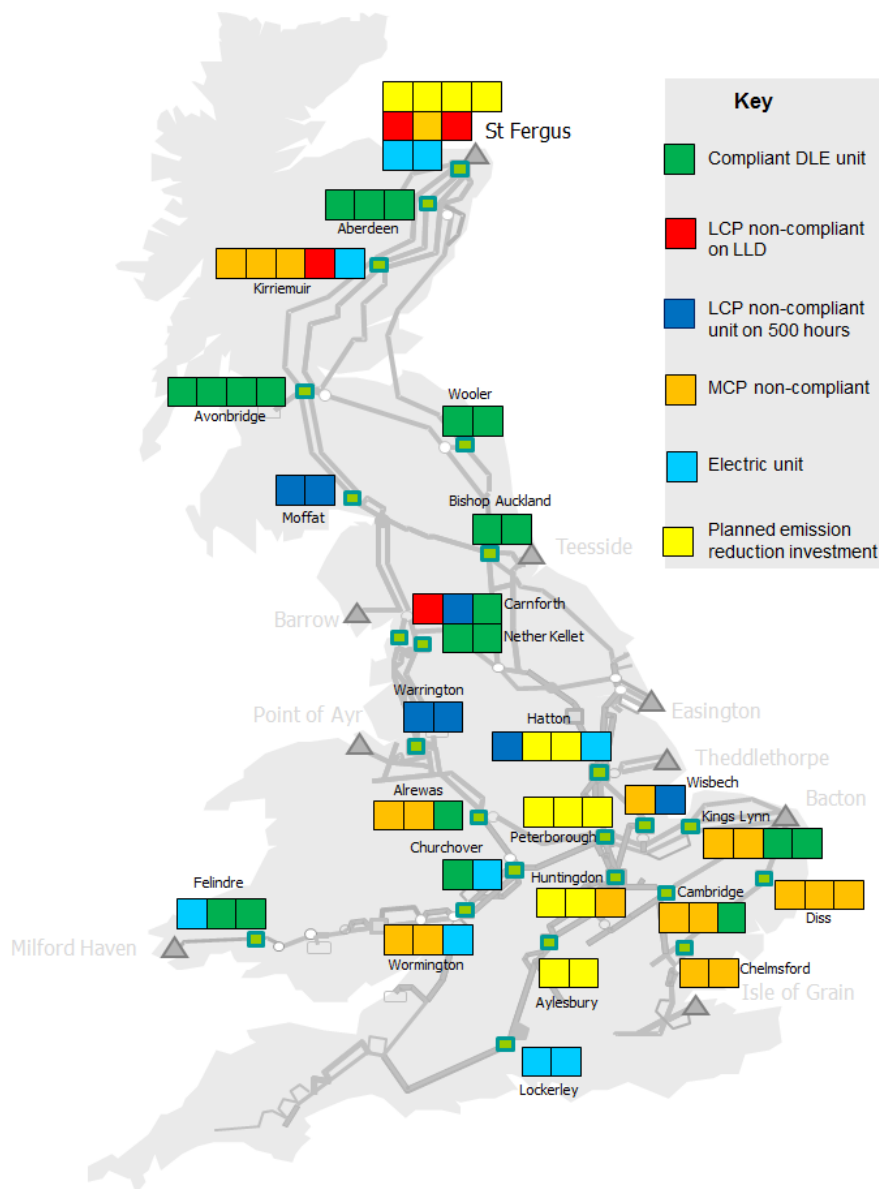 Key
St Fergus
Compliant DLE unit
Aberdeen
LCP non-compliant
on LLD
Kirriemuir
LCP non-compliant
unit on 500 hours
MCP non-compliant
Wooler
Avonbridge
Electric unit
Bishop Auckland
Moffat
Planned emission
reduction investment
Teesside
Carnforth
Barrow
Nether Kellet
Warrington
Easington
Point of Ayr
Hatton
Theddlethorpe
Wisbech
Alrewas
Bacton
Kings Lynn
Peterborough
Churchover
Huntingdon
Felindre
Cambridge
Diss
Milford Haven
Wormington
Chelmsford
Isle of Grain
Aylesbury
Lockerley